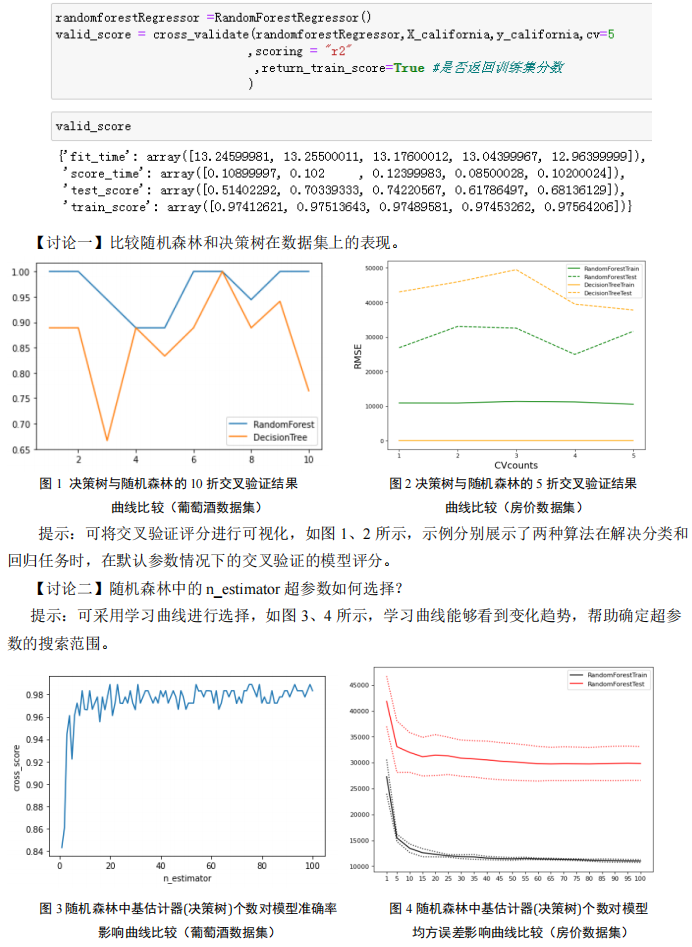 randomforestRegressor =RandomForestRegressor()
valid_score = cross_validate(randomforestRegressor,X_california,y_california,cv=5
,scoring = "r2"
,return_train_score=True #是否返回训练集分数
)
valid_score
{'fit_time': array([13.24599981, 13.25500011, 13.17600012, 13.04399967, 12.96399999]),
'score_time': array([0.10899997, 0.102     , 0.12399983, 0.08500028, 0.10200024]),
'test_score': array([0.51402292, 0.70339333, 0.74220567, 0.61786497, 0.68136129]),
'train_score': array([0.97412621, 0.97513643, 0.97489581, 0.97453262, 0.97564206])}
【讨论一】比较随机森林和决策树在数据集上的表现。
1.00
0.95
0.90
0.85
0.80
0.75
0.70
0.65
2 4 6 8 10
RandomForest
DecisionTree
50000
40000
30000
20000
10000
0
RMSE
1 2 3 4 5
CVcounts
RandomForestTrain
RandomForestTest
DecisionTreeTrain
DecisionTreeTest
图 1 决策树与随机森林的 10 折交叉验证结果
曲线比较（葡萄酒数据集）
图 2 决策树与随机森林的 5 折交叉验证结果
曲线比较（房价数据集）
提示：可将交叉验证评分进行可视化，如图 1、2 所示，示例分别展示了两种算法在解决分类和
回归任务时，在默认参数情况下的交叉验证的模型评分。
【讨论二】随机森林中的 n_estimator 超参数如何选择？
提示：可采用学习曲线进行选择，如图 3、4 所示，学习曲线能够看到变化趋势，帮助确定超参
数的搜索范围。
0.98
0.96
0.94
0.92
0.90
0.88
0.86
0.84
cross_score
0 20 40 60 80 100
n_estimator
45000
40000
35000
30000
25000
20000
15000
10000
1 5 10 15 20 25 30 35 40 45 50 55 60 65 70 75 80 85 90 95 100
RandomForestTrain
RandomForestTest
图 3 随机森林中基估计器(决策树)个数对模型准确率
影响曲线比较（葡萄酒数据集）
图 4 随机森林中基估计器(决策树)个数对模型
均方误差影响曲线比较（房价数据集）